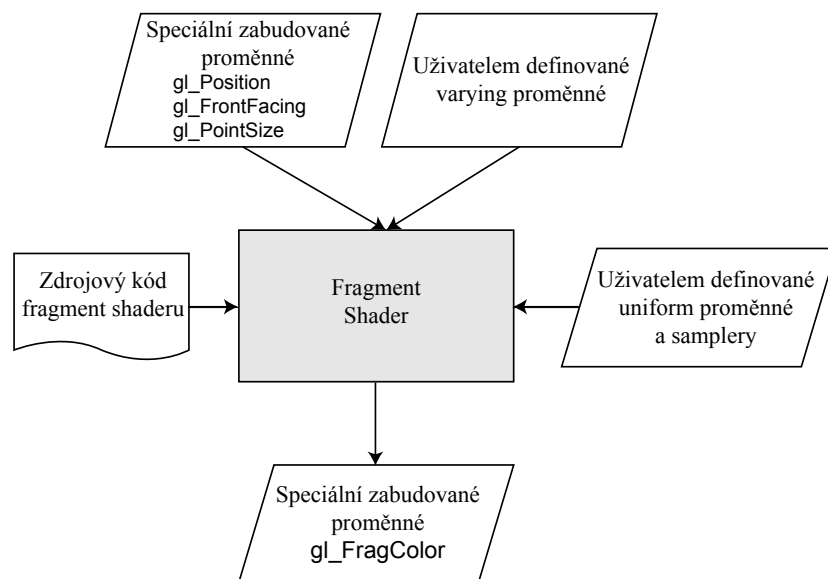 Speciální zabudované
proměnné
gl_Position
gl_FrontFacing
gl_PointSize
Uživatelem definované
varying proměnné
Zdrojový kód
fragment shaderu
Fragment
Shader
Uživatelem definované
uniform proměnné
a samplery
Speciální zabudované
proměnné
gl_FragColor